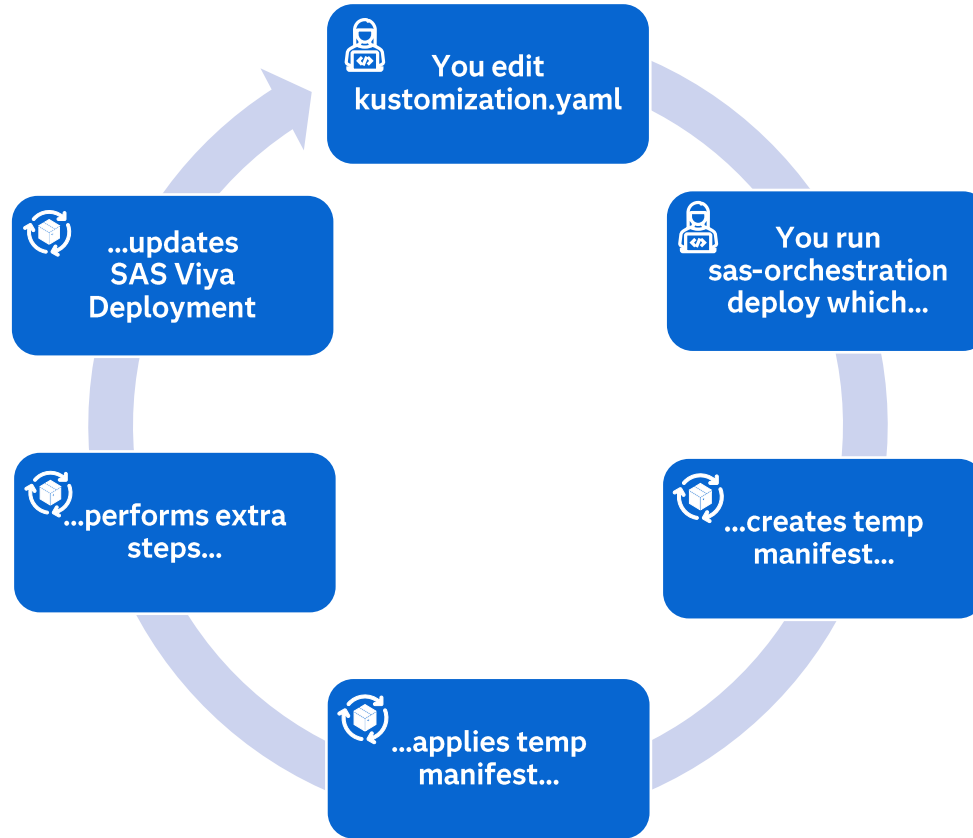 You edit
kustomization.yaml
You run
sas-orchestration
deploy which...
...creates temp
manifest...
...applies temp
manifest...
...performs extra
steps...
...updates
SAS Viya
Deployment